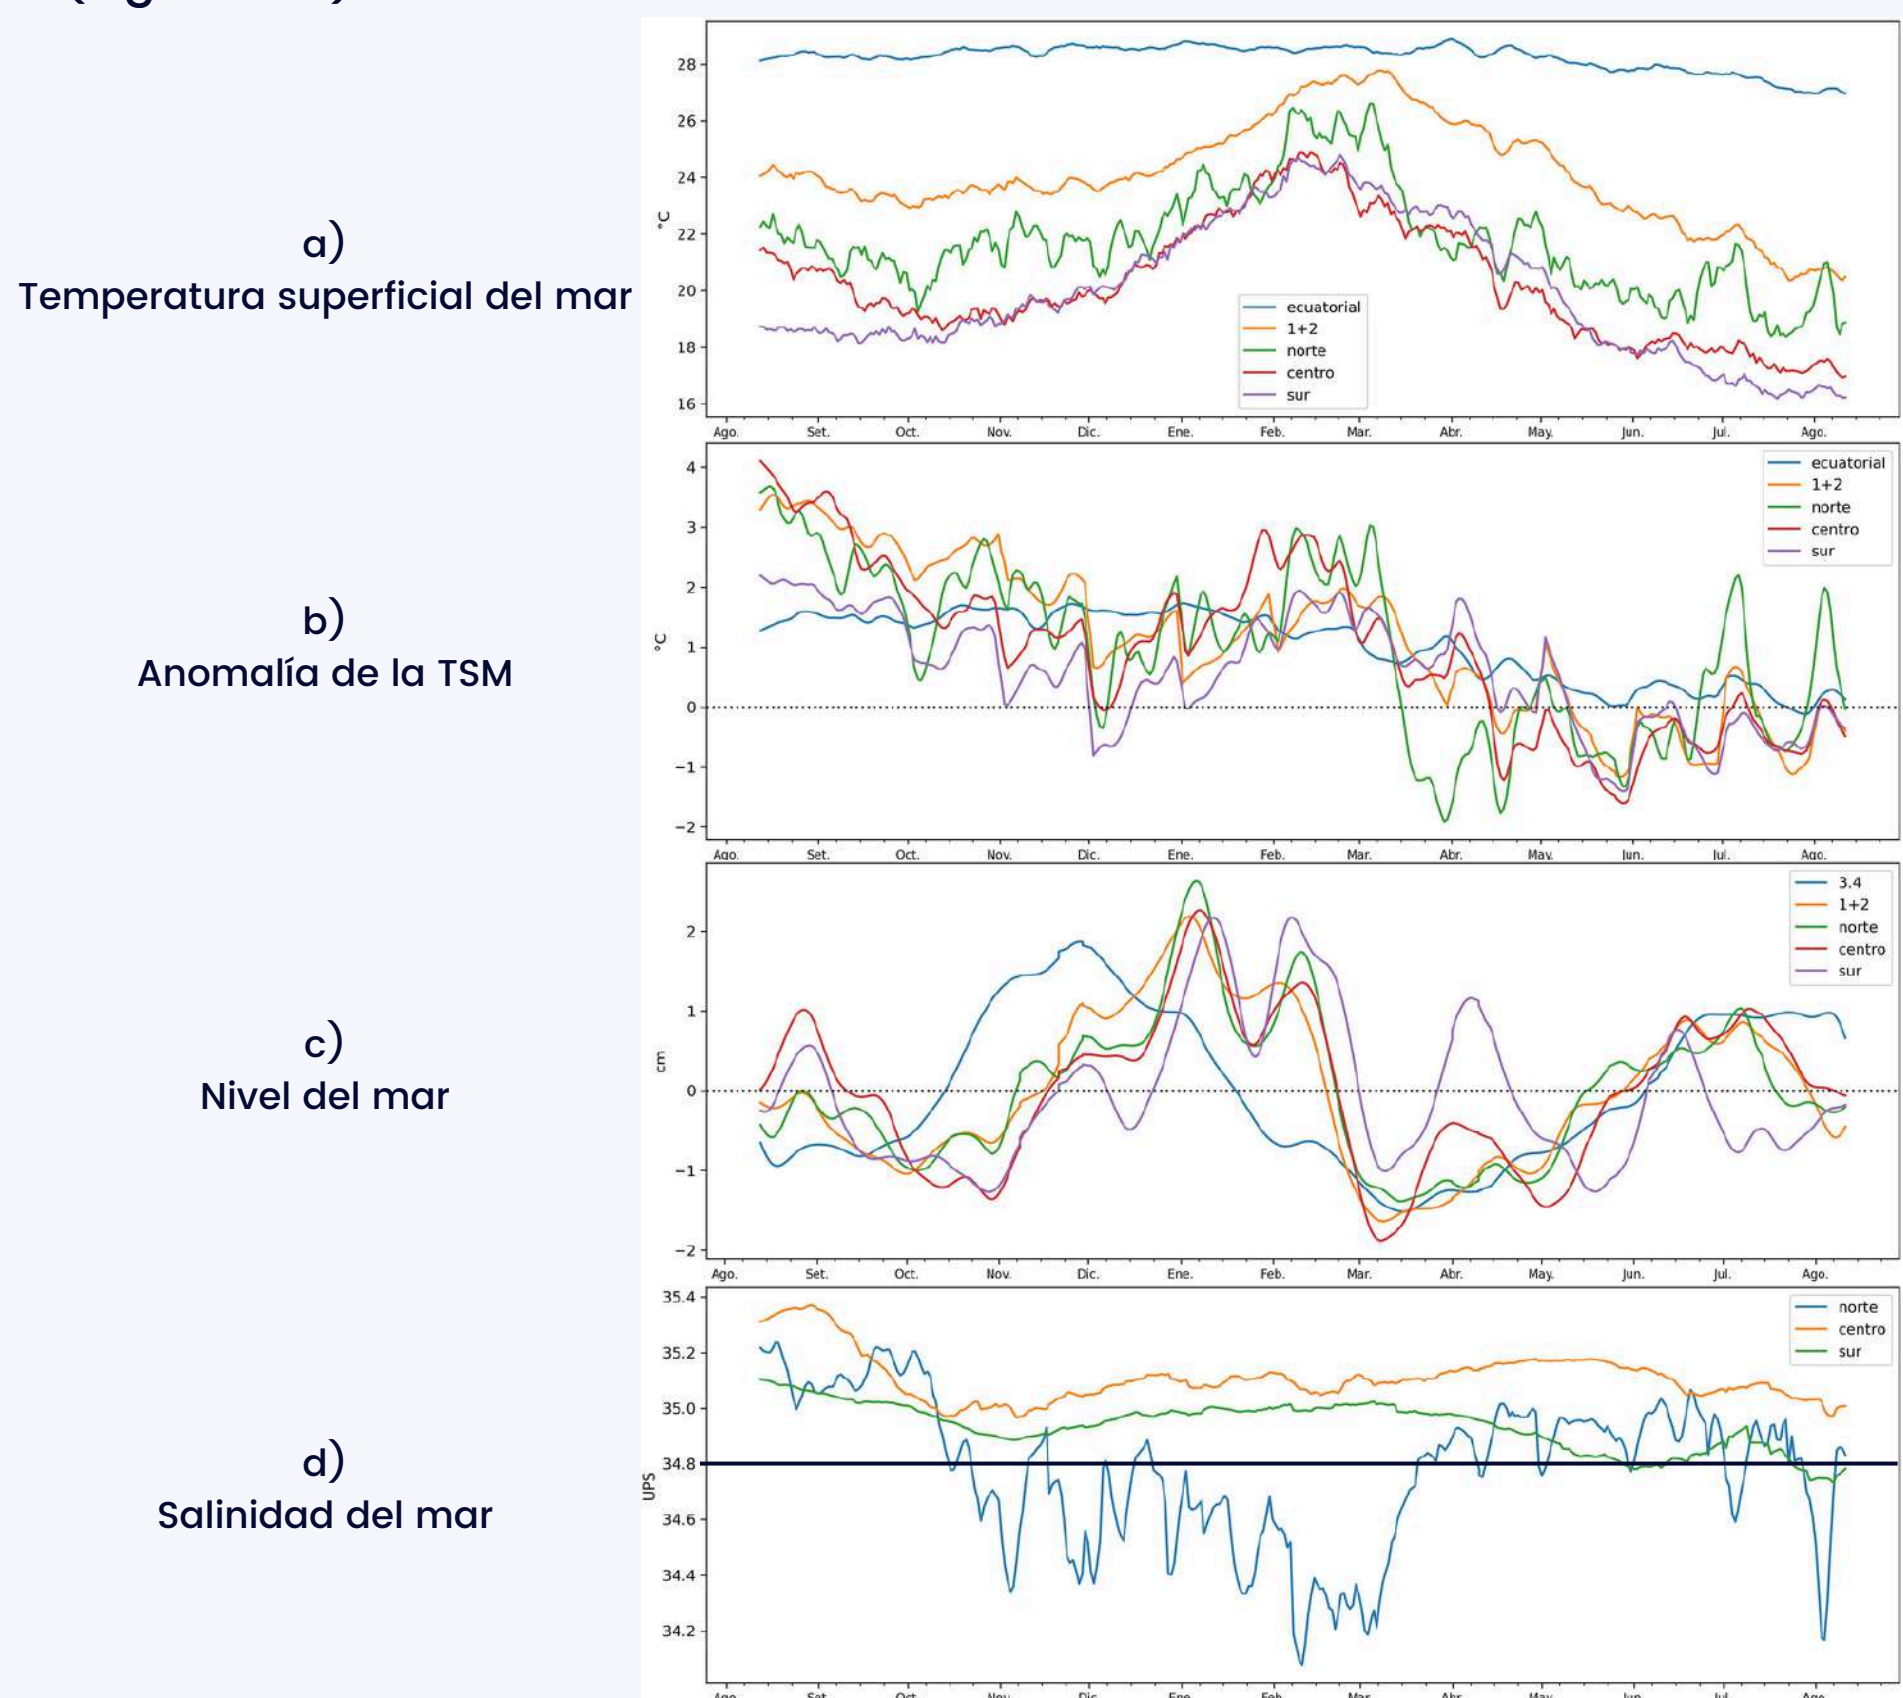 a)
Temperatura superficial del mar
28
26
24
22
20
18
16
°C
ecuatorial
1+2
norte
centro
sur
Ago. Set. Oct. Nov. Dic. Ene. Feb. Mar. Abr. May. Jun. Jul. Ago.
b)
Anomalía de la TSM
4
3
2
1
0
−1
−2
°C
ecuatorial
1+2
norte
centro
sur
Ago. Set. Oct. Nov. Dic. Ene. Feb. Mar. Abr. May. Jun. Jul. Ago.
c)
Nivel del mar
2
1
0
−1
−2
cm
3.4
1+2
norte
centro
sur
Ago. Set. Oct. Nov. Dic. Ene. Feb. Mar. Abr. May. Jun. Jul. Ago.
d)
Salinidad del mar
35.4
35.2
35.0
34.8
34.6
34.4
34.2
UPS
norte
centro
sur